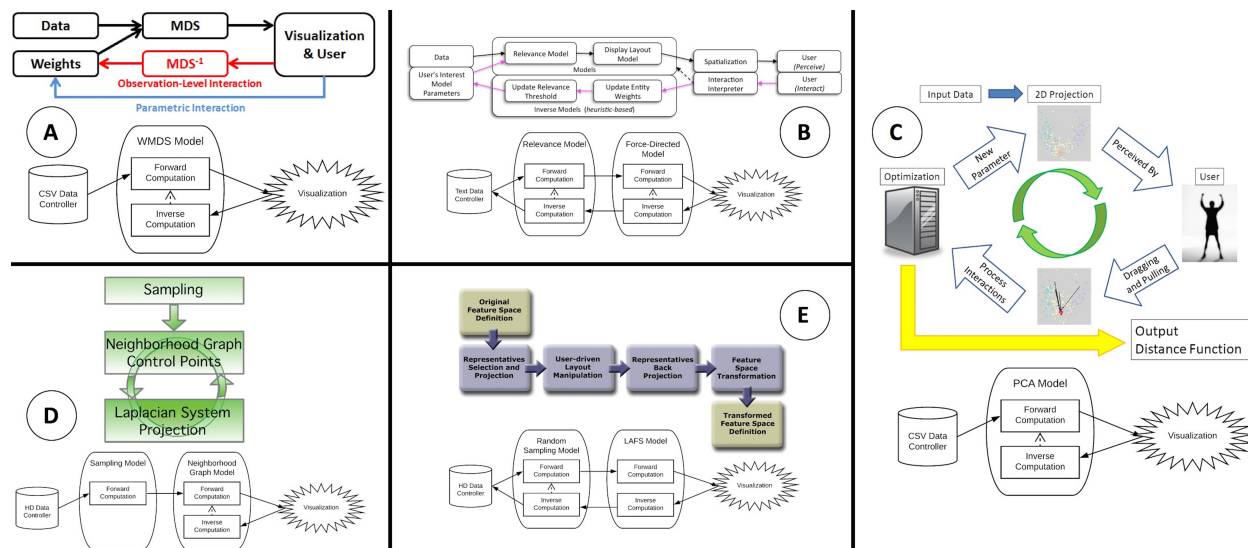 Data
MDS
Visualization
& User
Weights
MDS-1
Observation-Level Interaction
Parametric Interaction
A
WMDS Model
CSV Data
Controller
Forward
Computation
Inverse
Computation
Visualization
Data
Relevance Model
Display Layout
Model
Spatialization
User
(Perceive)
Models
User's Interest
Model
Parameters
Update Relevance
Threshold
Update Entity
Weights
Interaction
Interpreter
User
(Interact)
Inverse Models (heuristic-based)
B
Relevance Model
Force-Directed
Model
Text Data
Controller
Forward
Computation
Inverse
Computation
Forward
Computation
Inverse
Computation
Visualization
C
Input Data
2D Projection
New
Parameter
Perceived By
Optimization
User
Process
Interactions
Dragging
and Pulling
Output
Distance Function
PCA Model
CSV Data
Controller
Forward
Computation
Inverse
Computation
Visualization
Sampling
Neighborhood Graph
Control Points
Laplacian System
Projection
D
Sampling Model
Neighborhood
Graph Model
HD Data
Controller
Forward
Computation
Forward
Computation
Inverse
Computation
Visualization
E
Original
Feature Space
Definition
Representatives
Selection and
Projection
User-driven
Layout
Manipulation
Representatives
Back
Projection
Feature
Space
Transformation
Transformed
Feature Space
Definition
Random
Sampling Model
LAFS Model
HD Data
Controller
Forward
Computation
Inverse
Computation
Forward
Computation
Inverse
Computation
Visualization